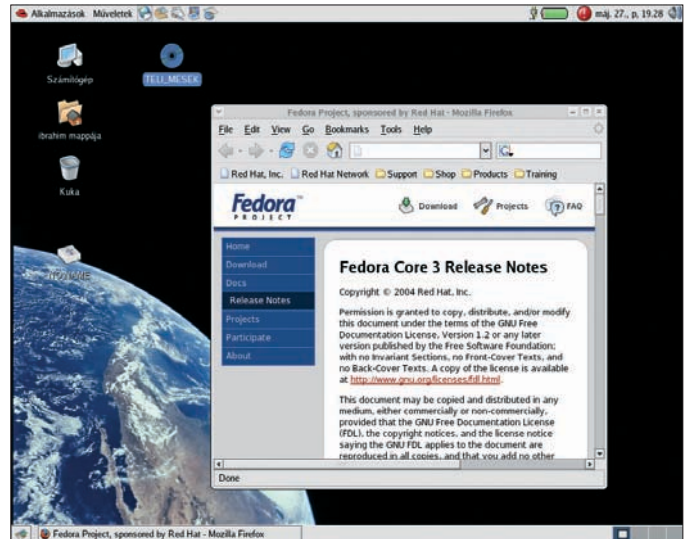 Alkalmazások Műveletek
máj. 27., p, 19.28
Számítógép
TELI_MESEK
ibrahim mappája
Kuka
Fedora Project, sponsored by Red Hat - Mozilla Firefox
File Edit View Go Bookmarks Tools Help
G
Red Hat, Inc. Red Hat Network Support Shop Products Training
Fedora™
PROJECT
Download Projects FAQ
Home
Download
Docs
Release Notes
Projects
Participate
About
Fedora Core 3 Release Notes
Copyright © 2004 Red Hat, Inc.
Permission is granted to copy, distribute, and/or modify
this document under the terms of the GNU Free
Documentation License, Version 1.2 or any later
version published by the Free Software Foundation;
with no Invariant Sections, no Front-Cover Texts, and
no Back-Cover Texts. A copy of the license is available
at http://www.gnu.org/licenses/fdl.html.
This document may be copied and distributed in any
medium, either commercially or non-commercially,
provided that the GNU Free Documentation License
(FDL), the copyright notices, and the license notice
saying the GNU FDL applies to the document are
reproduced in all copies, and that you add no other
Done
Fedora Project, sponsored by Red Hat - Mozilla Firefox